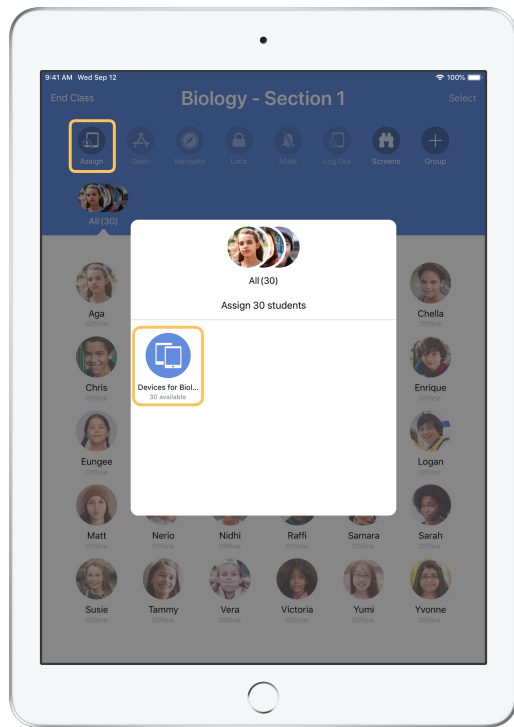 9:41 AM Wed Sep 12
100%
End Class
Biology - Section 1
Select
Assign
Open
Navigate
Lock
Mute
Log Out
Screens
Group
All (30)
All (30)
Assign 30 students
Devices for Biol...
30 available
Aga
Offline
Chella
Offline
Chris
Offline
Enrique
Offline
Eungee
Offline
Logan
Offline
Matt Nerio Nidhi Raffi Samara Sarah
Offline Offline Offline Offline Offline Offline
Susie Tammy Vera Victoria Yumi Yvonne
Offline Offline Offline Offline Offline Offline